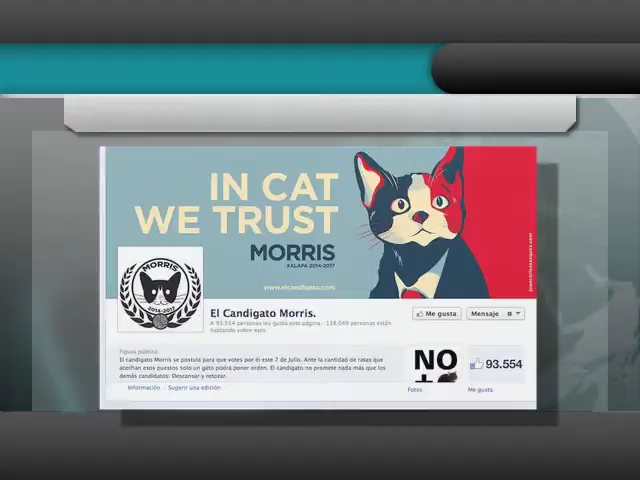 IN CAT
WE TRUST
MORRIS
XALAPA 2014-2017
www.elcandigato.com
MORRIS
2014-2017
El Candigato Morris.
A 93.554 personas les gusta esta página · 138,049 personas están
hablando sobre esto
Me gusta
Mensaje
Figura pública
El candigato Morris se postula para que votes por él este 7 de Julio. Ante la cantidad de ratas que
acechan esos puestos solo un gato podrá poner orden. El candigato no promete nada más que los
demás candidatos: Descansar y retozar.
Información · Sugerir una edición
NO
+
Fotos
93.554
Me gusta